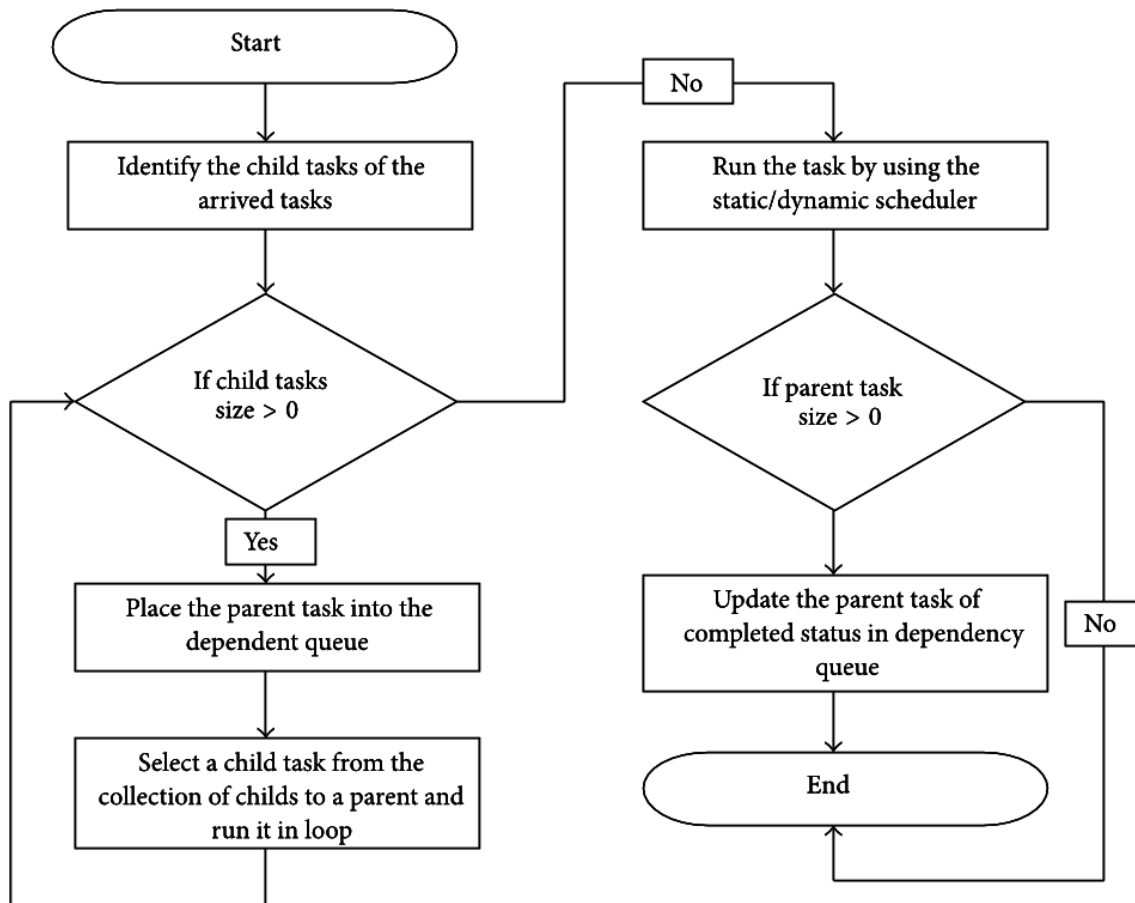 Start
Identify the child tasks of the
arrived tasks
If child tasks
size > 0
Yes
Place the parent task into the
dependent queue
Select a child task from the
collection of childs to a parent and
run it in loop
No
Run the task by using the
static/dynamic scheduler
If parent task
size > 0
Update the parent task of
completed status in dependency
queue
No
End